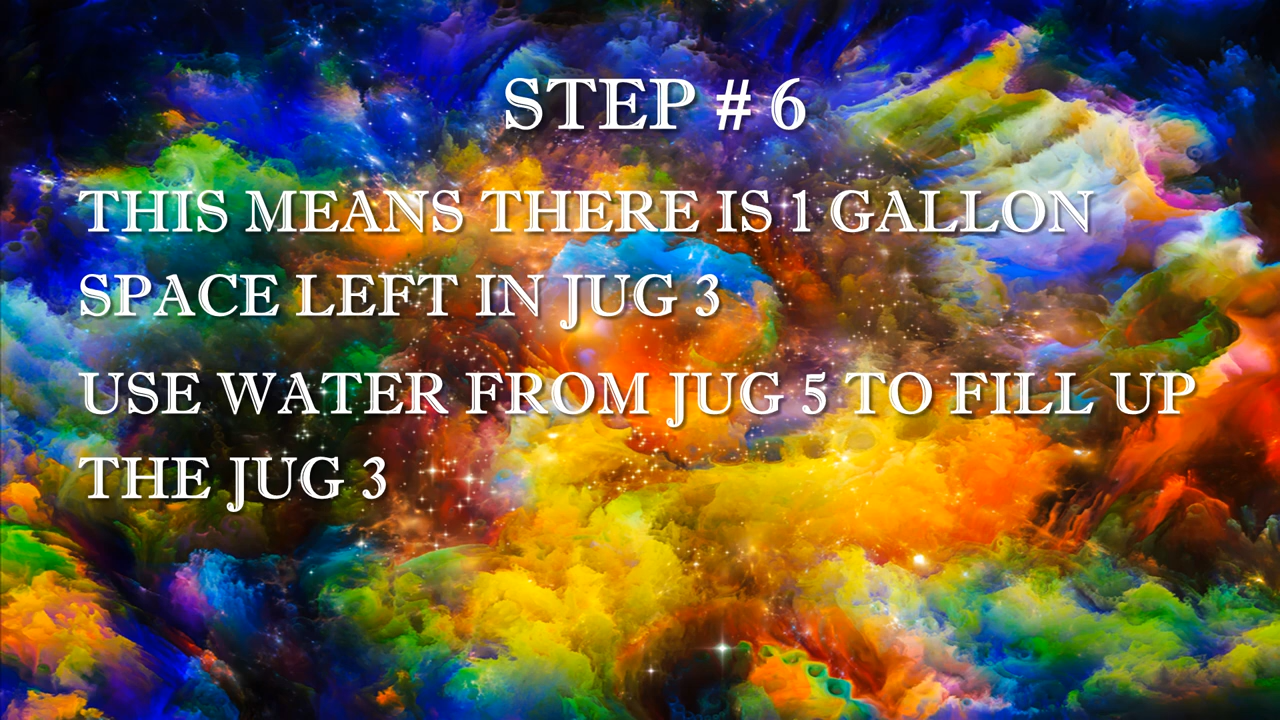 STEP # 6
THIS MEANS THERE IS 1 GALLON
SPACE LEFT IN JUG 3
USE WATER FROM JUG 5 TO FILL UP
THE JUG 3